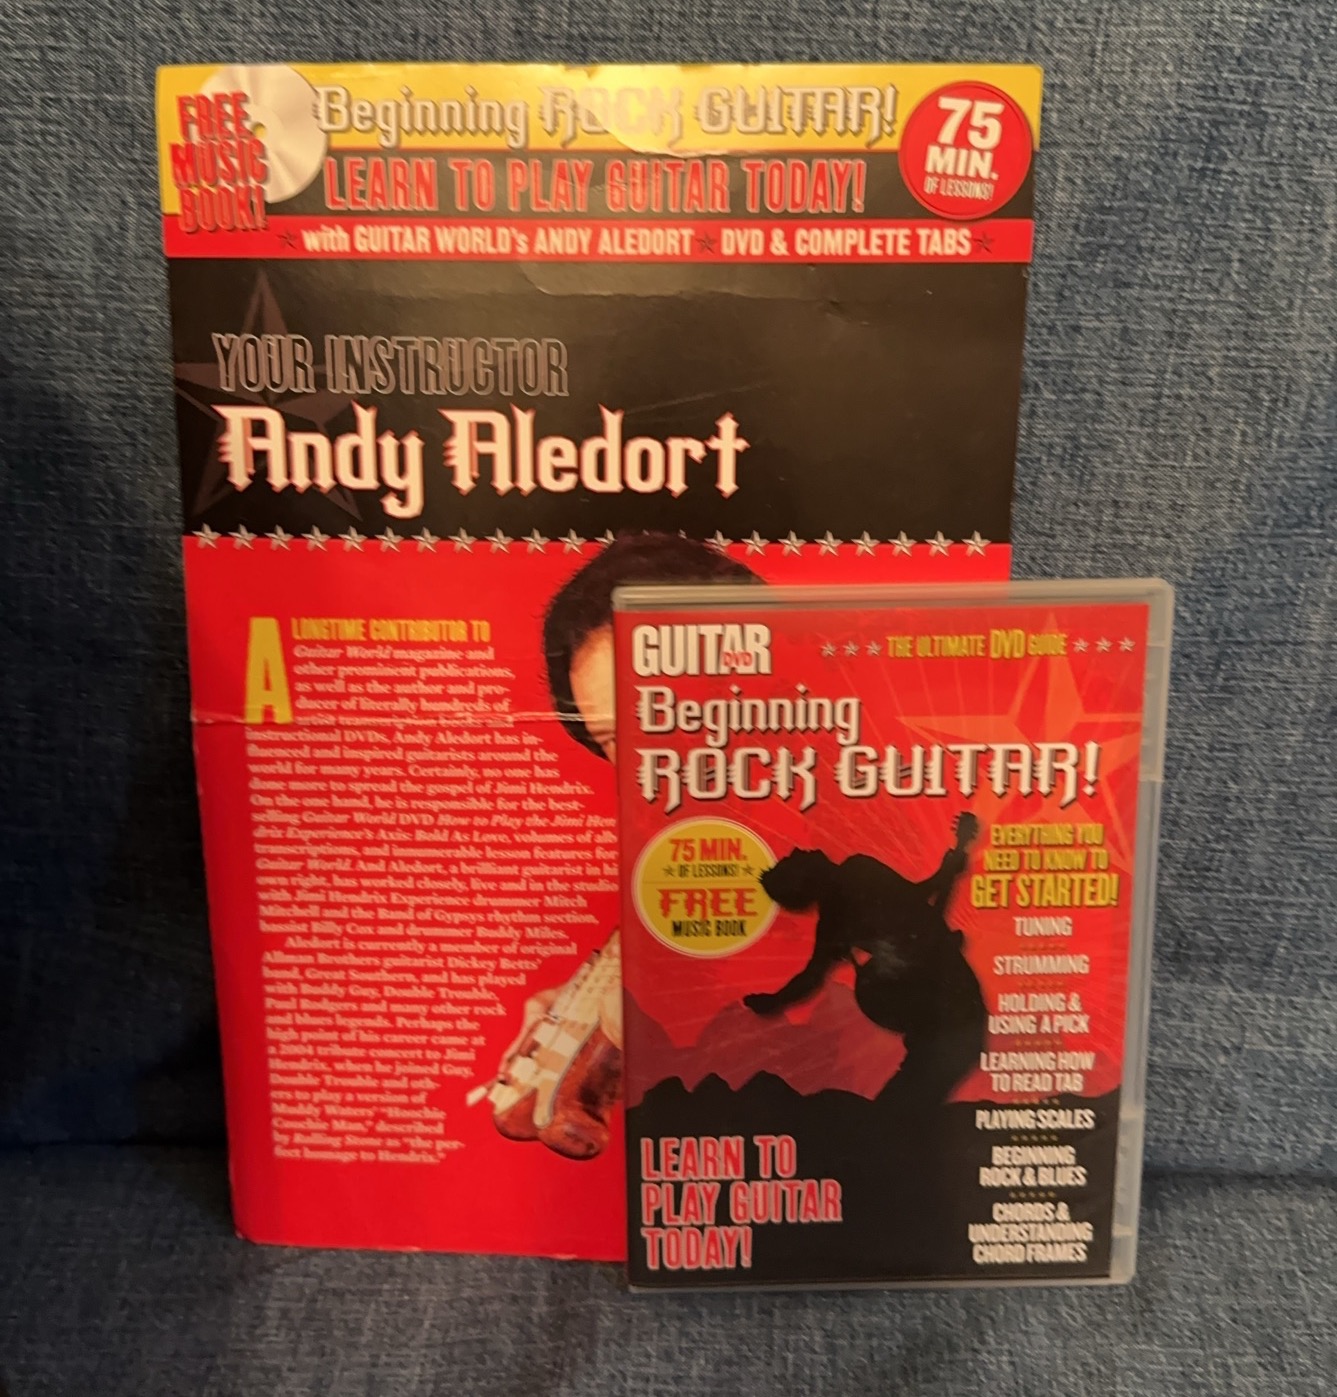 FREE
MUSIC
BOOK!
Beginning ROCK GUITAR!
LEARN TO PLAY GUITAR TODAY!
75
MIN.
OF LESSONS!
with GUITAR WORLD's ANDY ALEDORT ★ DVD & COMPLETE TABS
YOUR INSTRUCTOR
Andy Aledort
A LONGTIME CONTRIBUTOR TO
Guitar World magazine and
other prominent publications,
as well as the author and pro-
ducer of literally hundreds of
artist transcription books and
instructional DVDs, Andy Aledort has in-
fluenced and inspired guitarists around the
world for many years. Certainly, no one has
done more to spread the gospel of Jimi Hendrix.
On the one hand, he is responsible for the best-
selling Guitar World DVD How to Play the Jimi Hen
drix Experience's Axis: Bold As Love, volumes of alb
transcriptions, and innumerable lesson features for
Guitar World. And Aledort, a brilliant guitarist in hi
own right, has worked closely, live and in the studio
with Jimi Hendrix Experience drummer Mitch
Mitchell and the Band of Gypsys rhythm section,
bassist Billy Cox and drummer Buddy Miles.
Aledort is currently a member of original
Allman Brothers guitarist Dickey Betts'
band, Great Southern, and has played
with Buddy Guy, Double Trouble,
Paul Rodgers and many other rock
and blues legends. Perhaps the
high point of his career came at
a 2004 tribute concert to Jimi
Hendrix, when he joined Guy,
Double Trouble and oth-
ers to play a version of
Muddy Waters' "Hoochie
Coochie Man," described
by Rolling Stone as "the per-
fect homage to Hendrix."
GUITAR
DVD
★ ★ ★ THE ULTIMATE DVD GUIDE ★ ★ ★
Beginning
ROCK GUITAR!
75 MIN.
★ OF LESSONS! ★
FREE
MUSIC BOOK
EVERYTHING YOU
NEED TO KNOW TO
GET STARTED!
TUNING
STRUMMING
HOLDING &
USING A PICK
LEARNING HOW
TO READ TAB
PLAYING SCALES
BEGINNING
ROCK & BLUES
CHORDS &
UNDERSTANDING
CHORD FRAMES
LEARN TO
PLAY GUITAR
TODAY!